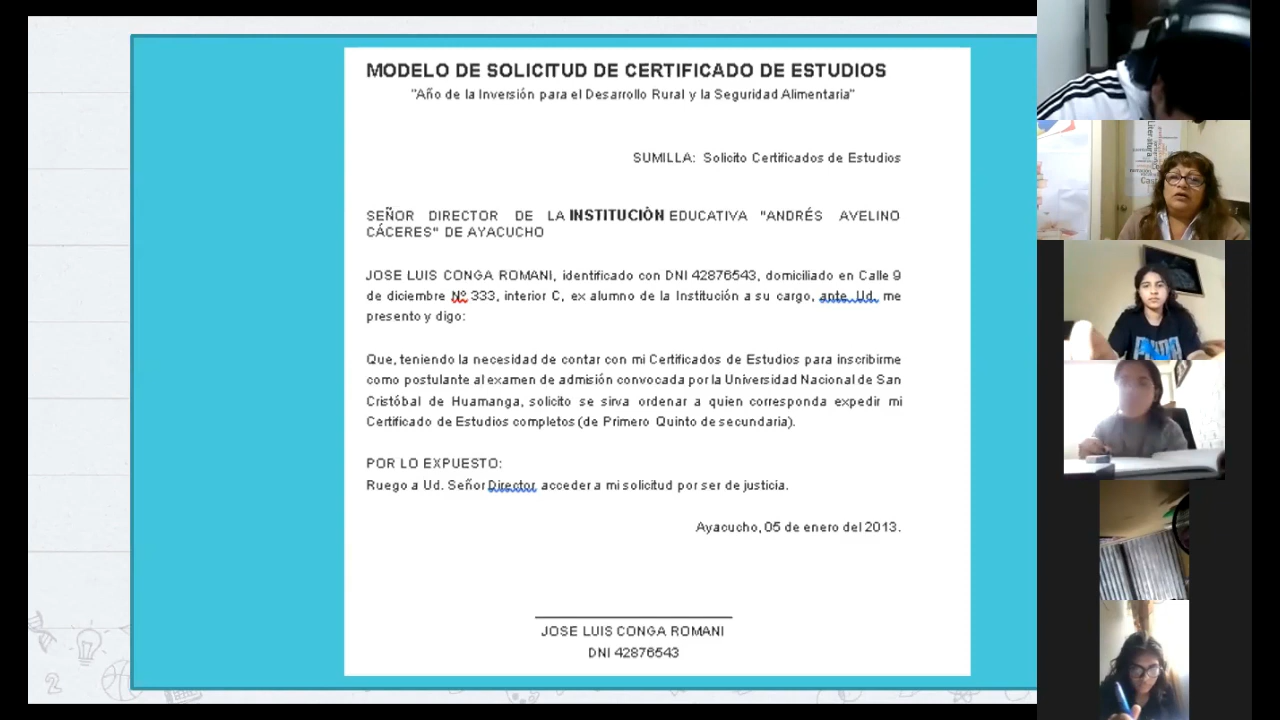 MODELO DE SOLICITUD DE CERTIFICADO DE ESTUDIOS
"Año de la Inversión para el Desarrollo Rural y la Seguridad Alimentaria"
SUMILLA: Solicito Certificados de Estudios
SEÑOR DIRECTOR DE LA INSTITUCIÓN EDUCATIVA "ANDRÉS AVELINO
CÁCERES" DE AYACUCHO
JOSE LUIS CONGA ROMANI, identificado con DNI 42876543, domiciliado en Calle 9
de diciembre Nº 333, interior C, ex alumno de la Institución a su cargo, ante Ud. me
presento y digo:
Que, teniendo la necesidad de contar con mi Certificados de Estudios para inscribirme
como postulante al examen de admisión convocada por la Universidad Nacional de San
Cristóbal de Huamanga, solicito se sirva ordenar a quien corresponda expedir mi
Certificado de Estudios completos (de Primero Quinto de secundaria).
POR LO EXPUESTO:
Ruego a Ud. Señor Director, acceder a mi solicitud por ser de justicia.
Ayacucho, 05 de enero del 2013.
JOSE LUIS CONGA ROMANI
DNI 42876543
Literatura